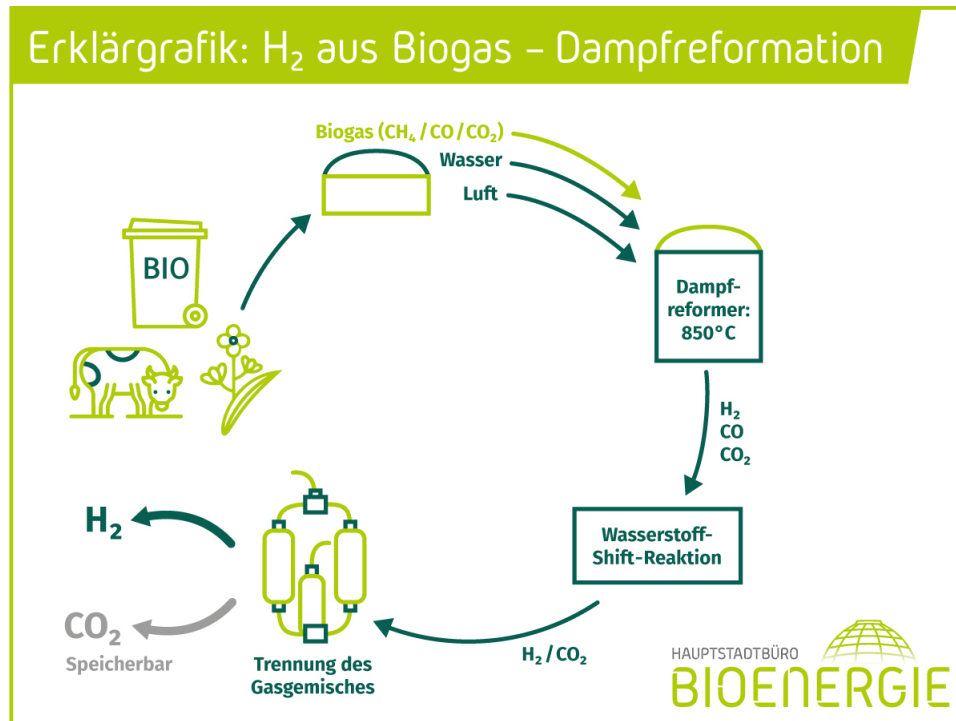 Erklärgrafik: H₂ aus Biogas – Dampfreformation
Biogas (CH₄ / CO / CO₂)
Wasser
Luft
BIO
Dampf-
reformer:
850°C
H₂
CO
CO₂
Wasserstoff-
Shift-Reaktion
H₂ / CO₂
Trennung des
Gasgemisches
H₂
CO₂
Speicherbar
HAUPTSTADTBÜRO
BIOENERGIE